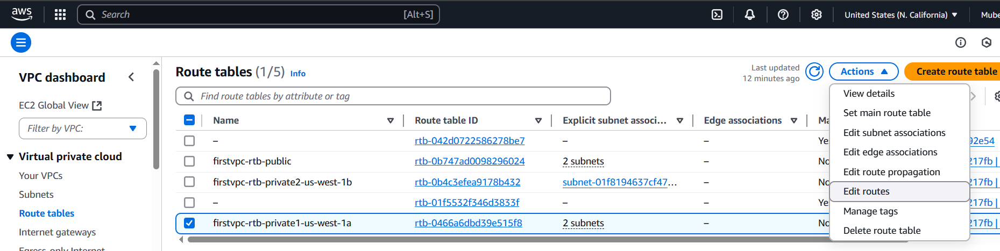 aws
Search [Alt+S]
United States (N. California) Mube
VPC dashboard
EC2 Global View
Filter by VPC:
Virtual private cloud
Your VPCs
Subnets
Route tables
Internet gateways
Egress-only Internet
Route tables (1/5) Info
Last updated
12 minutes ago
Actions
Create route table
Find route tables by attribute or tag
Name Route table ID Explicit subnet associ... Edge associations Ma
– rtb-042d0722586278be7 – – Yes 92e54
firstvpc-rtb-public rtb-0b747ad0098296024 2 subnets – No 217fb |
firstvpc-rtb-private2-us-west-1b rtb-0b4c3efea9178b432 subnet-01f8194637cf47... – No 217fb |
– rtb-01f5532f346d3833f – – Yes 217fb |
firstvpc-rtb-private1-us-west-1a rtb-0466a6dbd39e515f8 2 subnets – No 217fb |
View details
Set main route table
Edit subnet associations
Edit edge associations
Edit route propagation
Edit routes
Manage tags
Delete route table